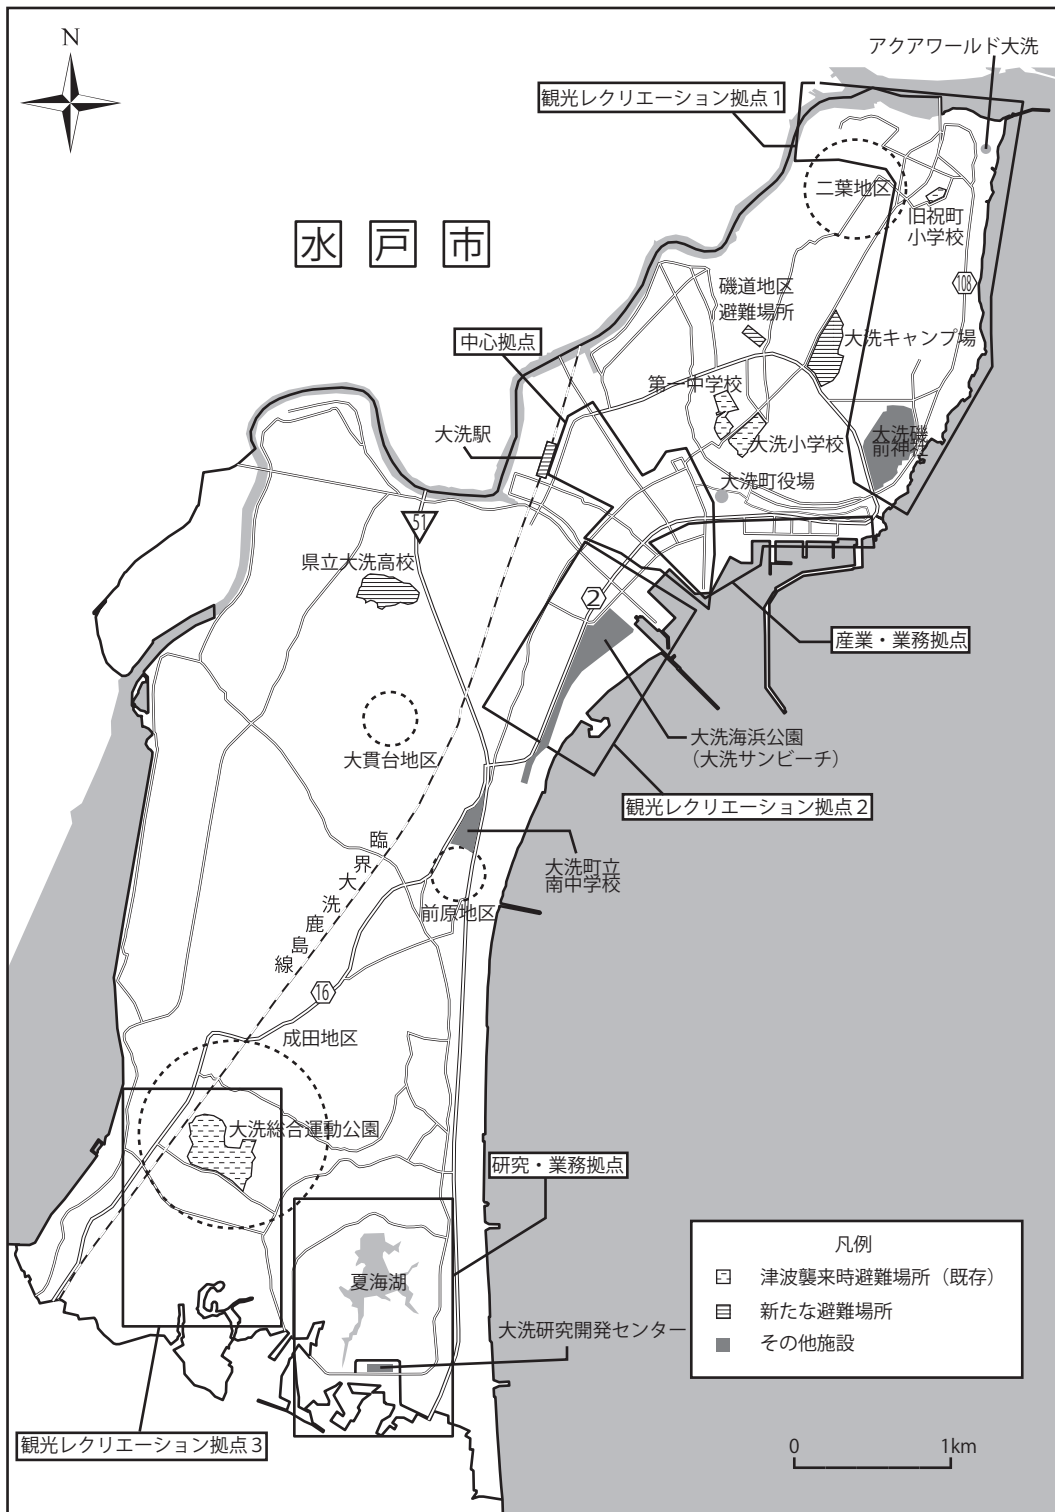 N
アクアワールド大洗
観光レクリエーション拠点1
二葉地区
旧祝町
小学校
水戸市
108
磯道地区
避難場所
大洗キャンプ場
中心拠点
第一中学校
大洗駅
大洗小学校
大洗磯
前神社
大洗町役場
51
県立大洗高校
2
産業・業務拠点
大洗海浜公園
(大洗サンビーチ)
大貫台地区
観光レクリエーション拠点2
大洗町立
南中学校
前原地区
臨界大洗鹿島線
16
成田地区
大洗総合運動公園
研究・業務拠点
夏海湖
大洗研究開発センター
凡例
津波襲来時避難場所(既存)
新たな避難場所
その他施設
観光レクリエーション拠点3
0 1km